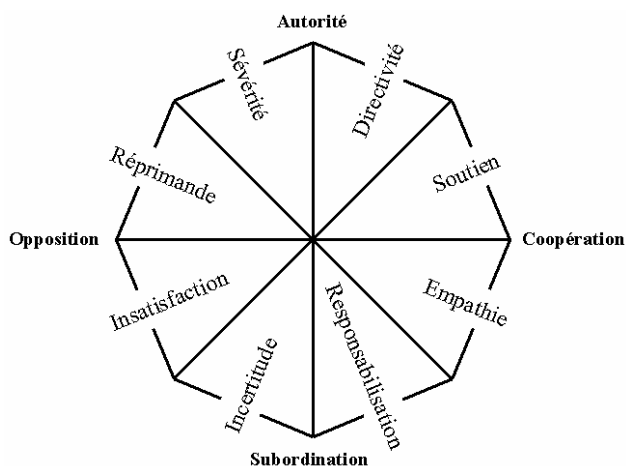 Autorité
Sévérité
Directivité
Réprimande
Soutien
Opposition
Coopération
Insatisfaction
Empathie
Incertitude
Responsabilisation
Subordination